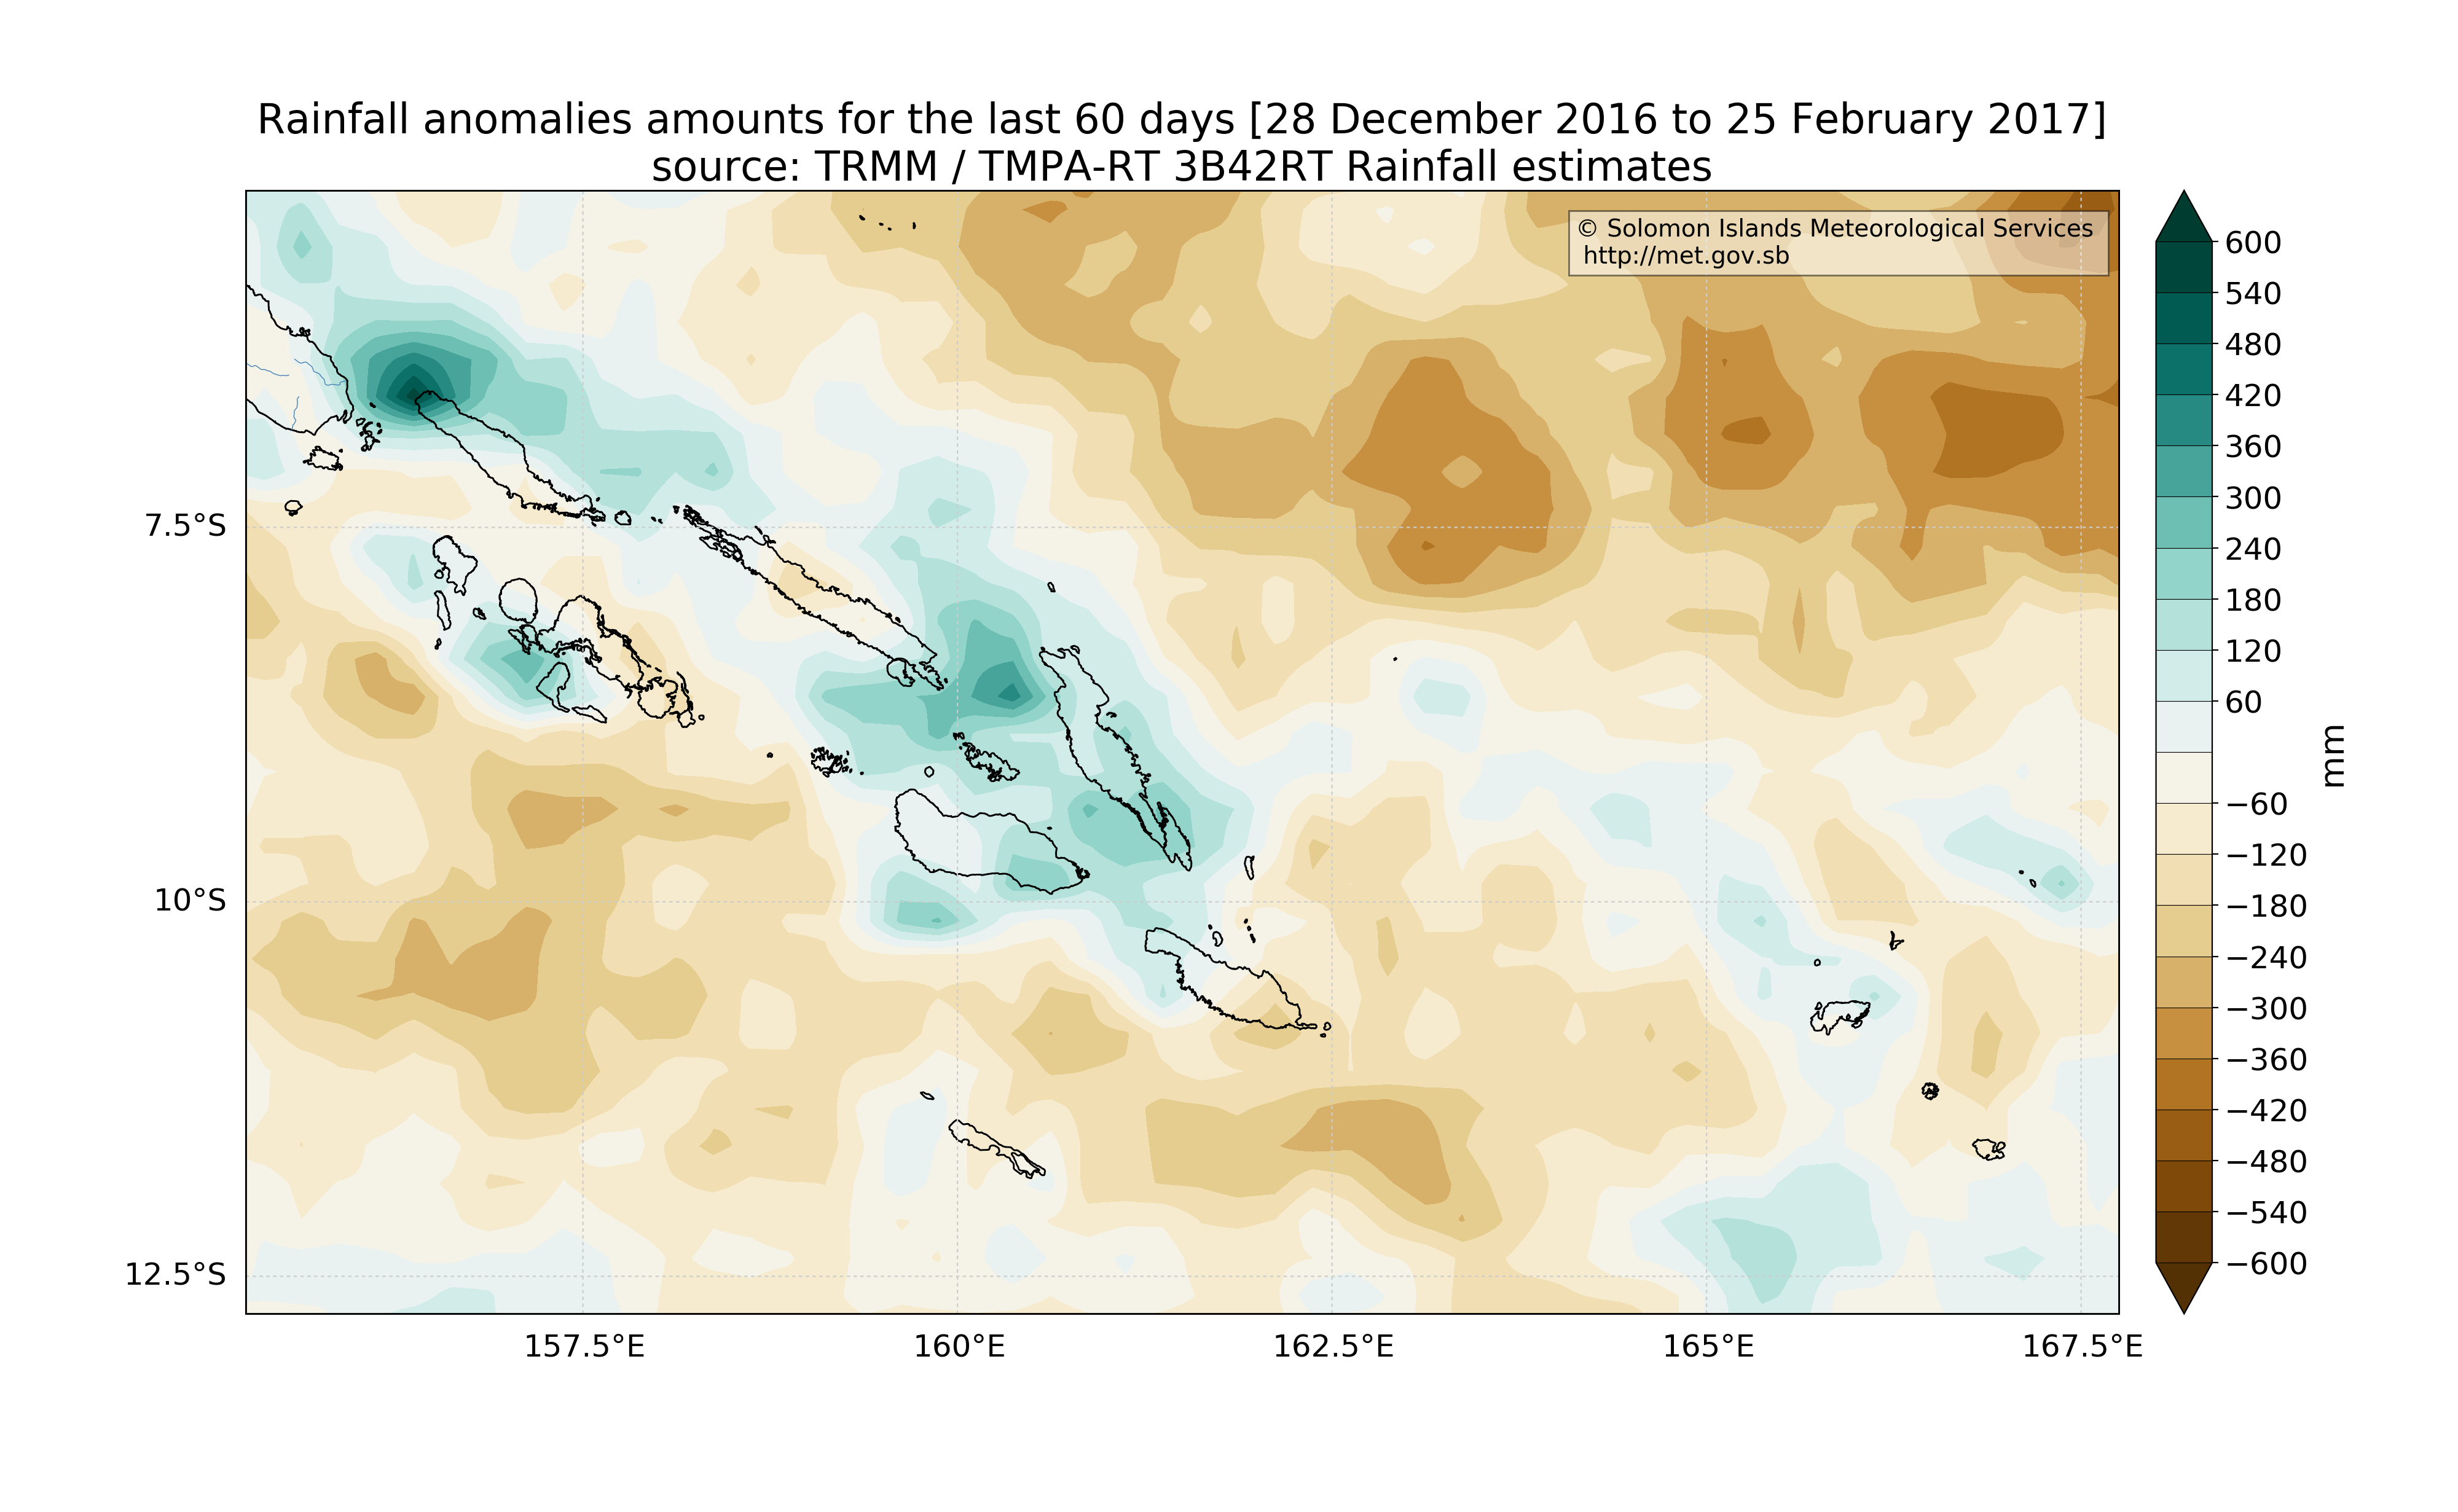 Rainfall anomalies amounts for the last 60 days [28 December 2016 to 25 February 2017]
source: TRMM / TMPA-RT 3B42RT Rainfall estimates
© Solomon Islands Meteorological Services
http://met.gov.sb
7.5°S
10°S
12.5°S
157.5°E
160°E
162.5°E
165°E
167.5°E
600
540
480
420
360
300
240
180
120
60
−60
−120
−180
−240
−300
−360
−420
−480
−540
−600
mm